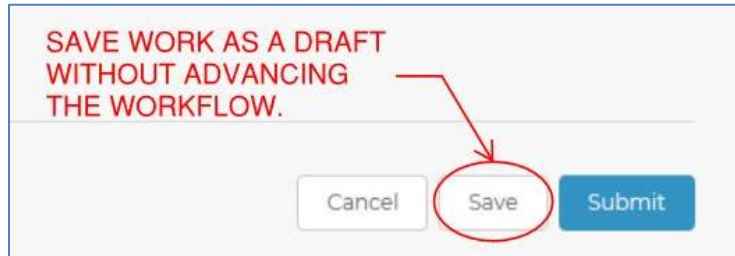 SAVE WORK AS A DRAFT
WITHOUT ADVANCING
THE WORKFLOW.
Cancel Save Submit